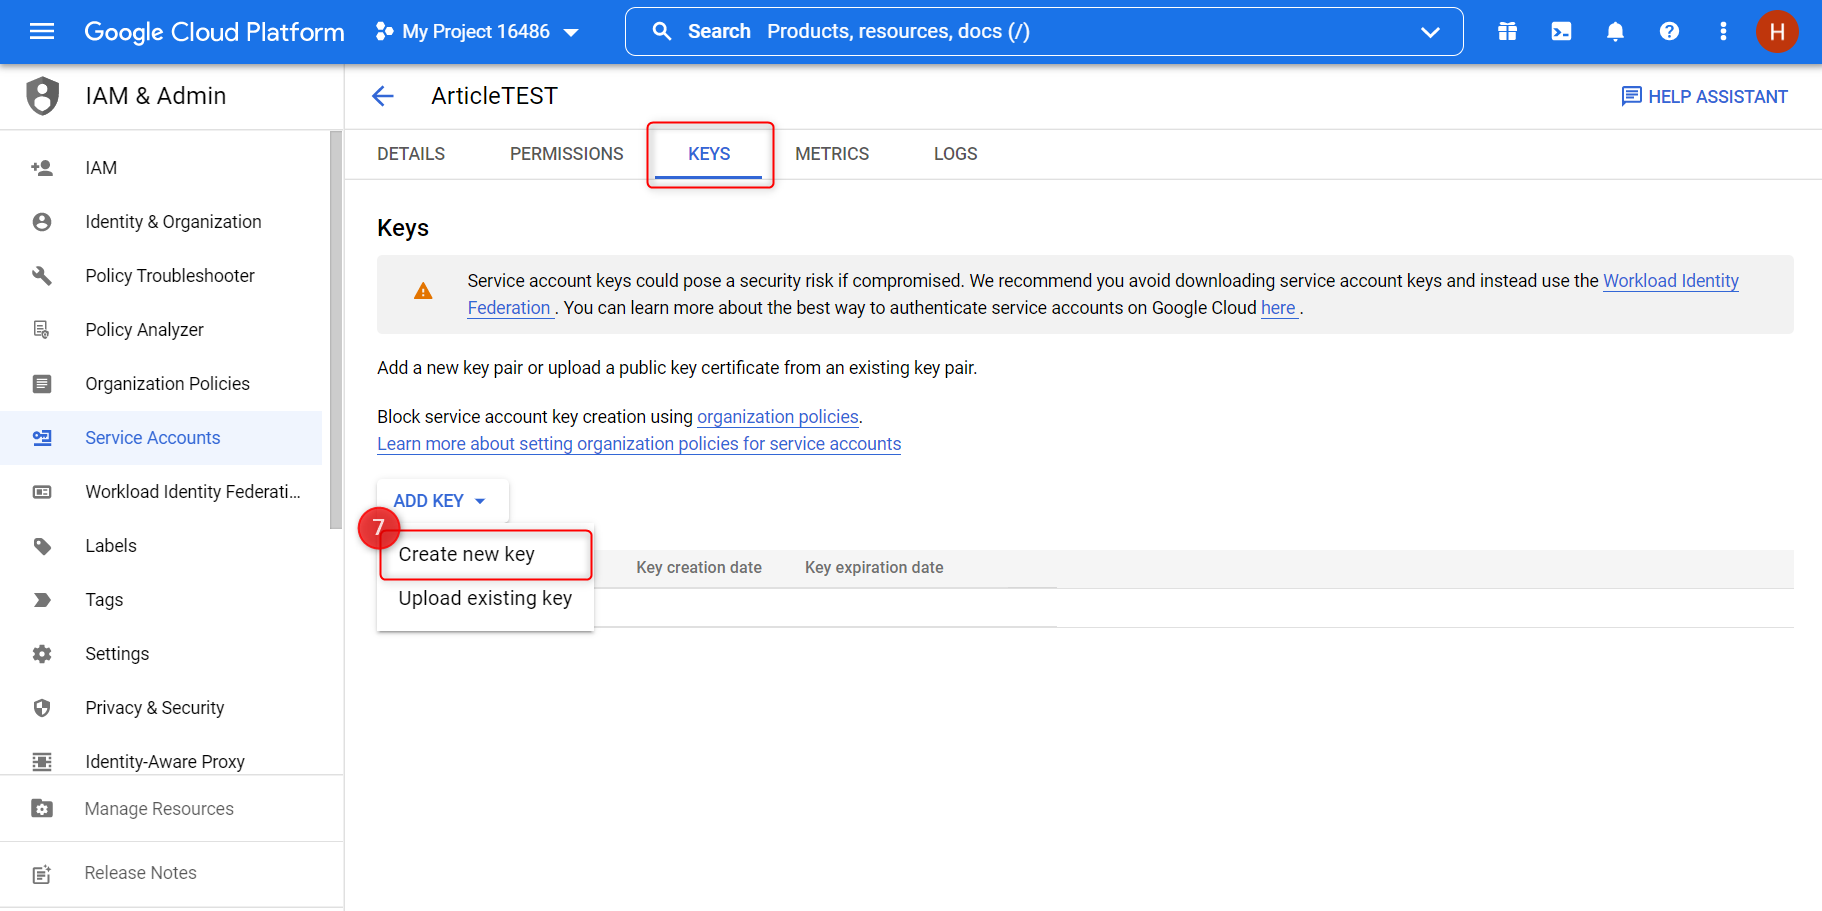 Google Cloud Platform
My Project 16486
Search Products, resources, docs (/)
H
IAM & Admin
ArticleTEST
HELP ASSISTANT
IAM
Identity & Organization
Policy Troubleshooter
Policy Analyzer
Organization Policies
Service Accounts
Workload Identity Federati...
Labels
Tags
Settings
Privacy & Security
Identity-Aware Proxy
Manage Resources
Release Notes
DETAILS PERMISSIONS KEYS METRICS LOGS
Keys
Service account keys could pose a security risk if compromised. We recommend you avoid downloading service account keys and instead use the Workload Identity
Federation . You can learn more about the best way to authenticate service accounts on Google Cloud here .
Add a new key pair or upload a public key certificate from an existing key pair.
Block service account key creation using organization policies.
Learn more about setting organization policies for service accounts
ADD KEY
7
Create new key
Upload existing key
Key creation date Key expiration date